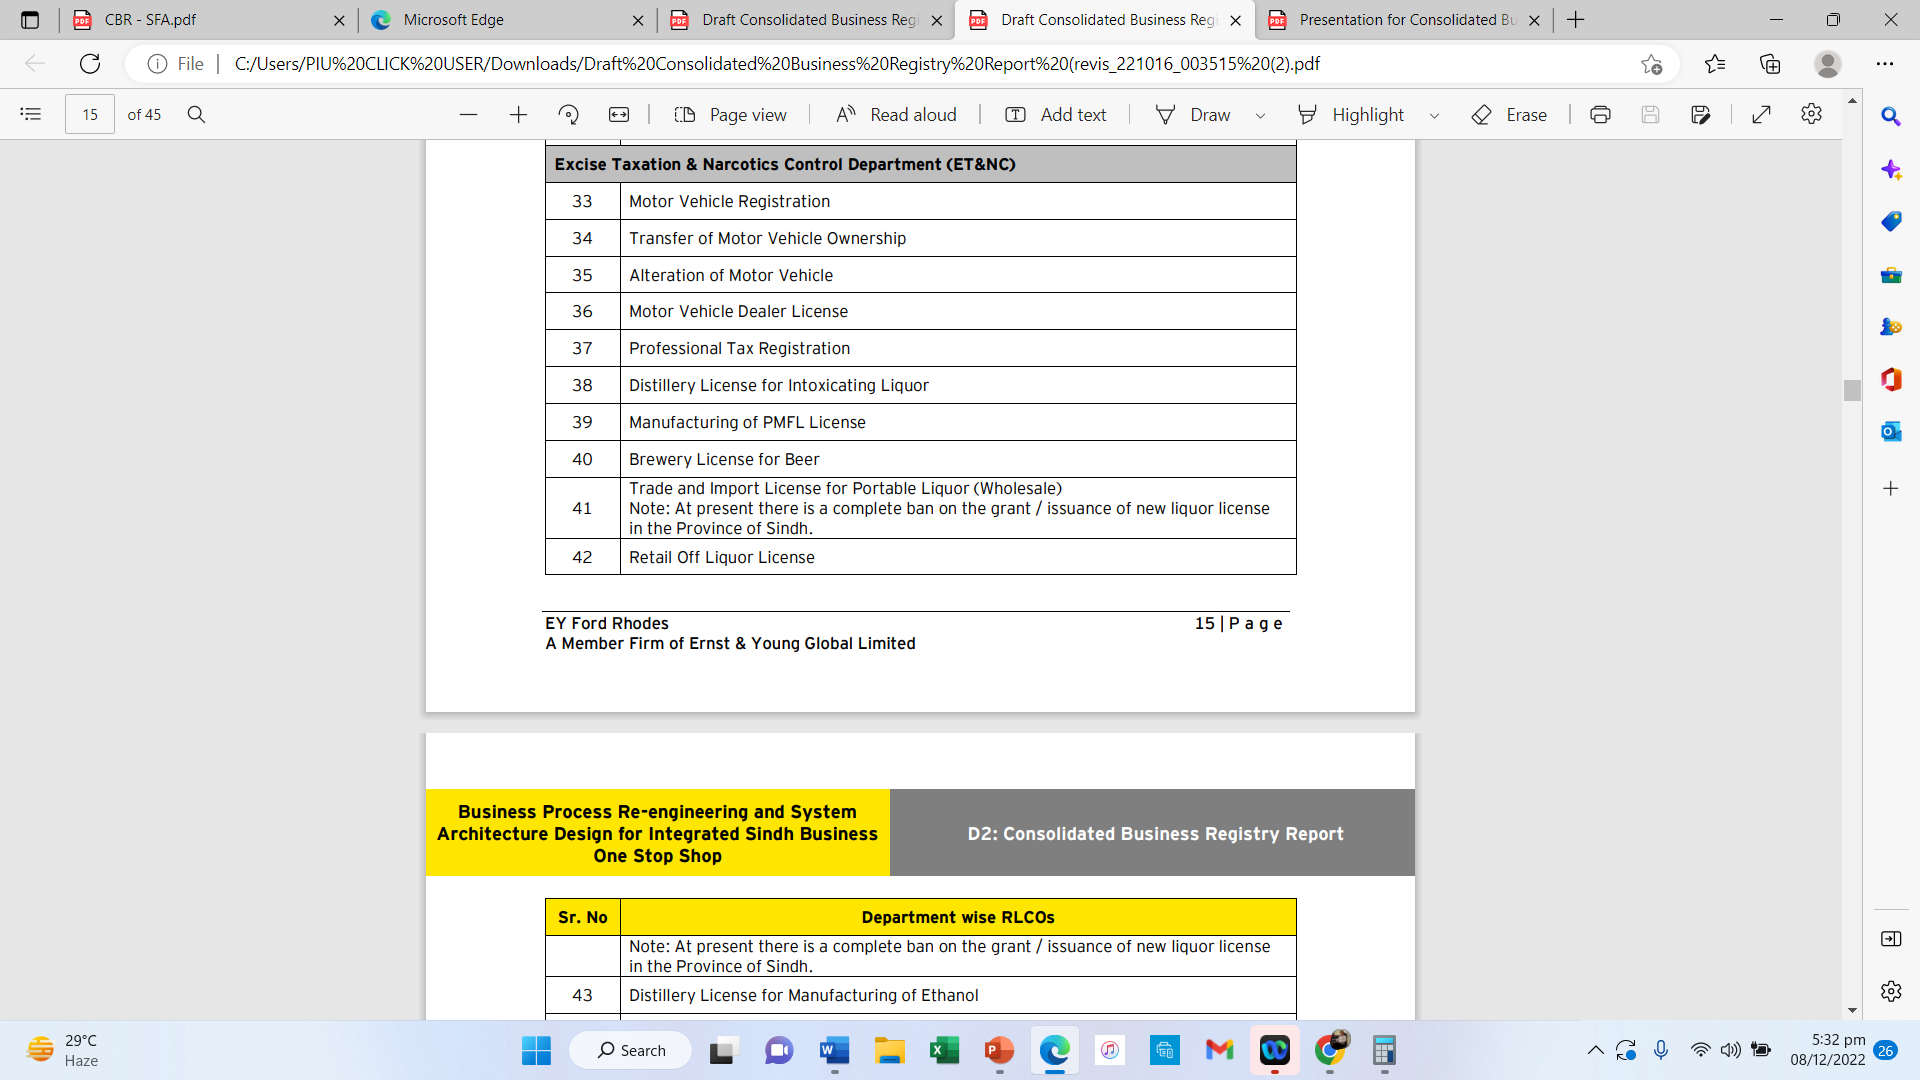 CBR - SFA.pdf
Microsoft Edge
Draft Consolidated Business Regi
Draft Consolidated Business Regi
Presentation for Consolidated Bu
File
C:/Users/PIU%20CLICK%20USER/Downloads/Draft%20Consolidated%20Business%20Registry%20Report%20(revis_221016_003515%20(2).pdf
15 of 45
Page view
Read aloud
Add text
Draw
Highlight
Erase
Excise Taxation & Narcotics Control Department (ET&NC)
33 Motor Vehicle Registration
34 Transfer of Motor Vehicle Ownership
35 Alteration of Motor Vehicle
36 Motor Vehicle Dealer License
37 Professional Tax Registration
38 Distillery License for Intoxicating Liquor
39 Manufacturing of PMFL License
40 Brewery License for Beer
41 Trade and Import License for Portable Liquor (Wholesale)
Note: At present there is a complete ban on the grant / issuance of new liquor license
in the Province of Sindh.
42 Retail Off Liquor License
EY Ford Rhodes 15 | P a g e
A Member Firm of Ernst & Young Global Limited
Business Process Re-engineering and System
Architecture Design for Integrated Sindh Business
One Stop Shop
D2: Consolidated Business Registry Report
Sr. No Department wise RLCOs
Note: At present there is a complete ban on the grant / issuance of new liquor license
in the Province of Sindh.
43 Distillery License for Manufacturing of Ethanol
29°C
Haze
Search
5:32 pm
08/12/2022
26